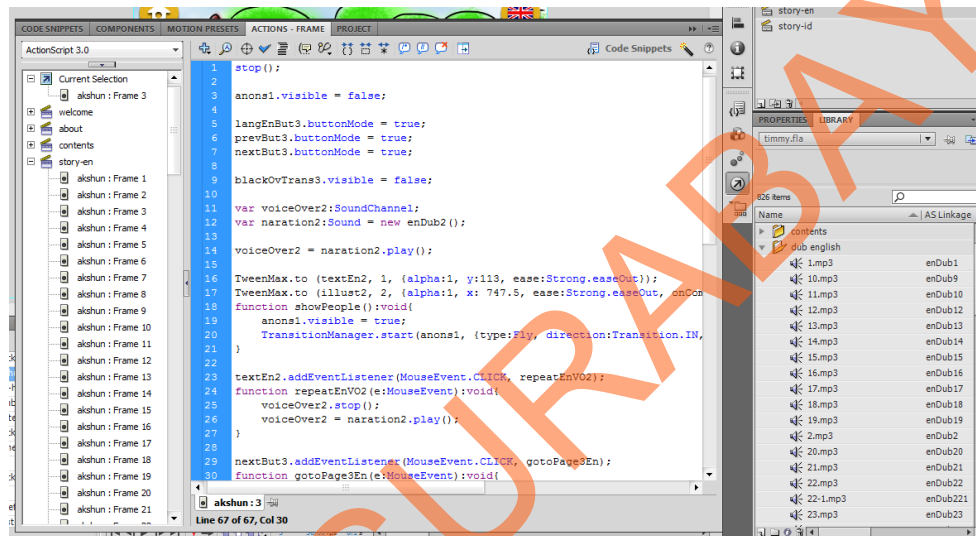 CODE SNIPPETS COMPONENTS MOTION PRESETS ACTIONS - FRAME PROJECT
ActionScript 3.0
Code Snippets
Current Selection
akshun : Frame 3
welcome
about
contents
story-en
akshun : Frame 1
akshun : Frame 2
akshun : Frame 3
akshun : Frame 4
akshun : Frame 5
akshun : Frame 6
akshun : Frame 7
akshun : Frame 8
akshun : Frame 9
akshun : Frame 10
akshun : Frame 11
akshun : Frame 12
akshun : Frame 13
akshun : Frame 14
akshun : Frame 15
akshun : Frame 16
akshun : Frame 17
akshun : Frame 18
akshun : Frame 19
akshun : Frame 20
akshun : Frame 21
1 stop();
2
3 anons1.visible = false;
4
5 langEnBut3.buttonMode = true;
6 prevBut3.buttonMode = true;
7 nextBut3.buttonMode = true;
8
9 blackOvTrans3.visible = false;
10
11 var voiceOver2:SoundChannel;
12 var naration2:Sound = new enDub2();
13
14 voiceOver2 = naration2.play();
15
16 TweenMax.to (textEn2, 1, {alpha:1, y:113, ease:Strong.easeOut});
17 TweenMax.to (illust2, 2, {alpha:1, x: 747.5, ease:Strong.easeOut, onCom
18 function showPeople():void{
19 anons1.visible = true;
20 TransitionManager.start(anons1, {type:Fly, direction:Transition.IN,
21 }
22
23 textEn2.addEventListener(MouseEvent.CLICK, repeatEnVO2);
24 function repeatEnVO2(e:MouseEvent):void{
25 voiceOver2.stop();
26 voiceOver2 = naration2.play();
27 }
28
29 nextBut3.addEventListener(MouseEvent.CLICK, gotoPage3En);
30 function gotoPage3En(e:MouseEvent):void{
akshun : 3
Line 67 of 67, Col 30
story-en
story-id
PROPERTIES LIBRARY
timmy.fla
826 items
Name AS Linkage
contents
dub english
1.mp3 enDub1
10.mp3 enDub9
11.mp3 enDub10
12.mp3 enDub12
13.mp3 enDub13
14.mp3 enDub14
15.mp3 enDub15
16.mp3 enDub16
17.mp3 enDub17
18.mp3 enDub18
19.mp3 enDub19
2.mp3 enDub2
20.mp3 enDub20
21.mp3 enDub21
22.mp3 enDub22
22-1.mp3 enDub221
23.mp3 enDub23
SURABAYA